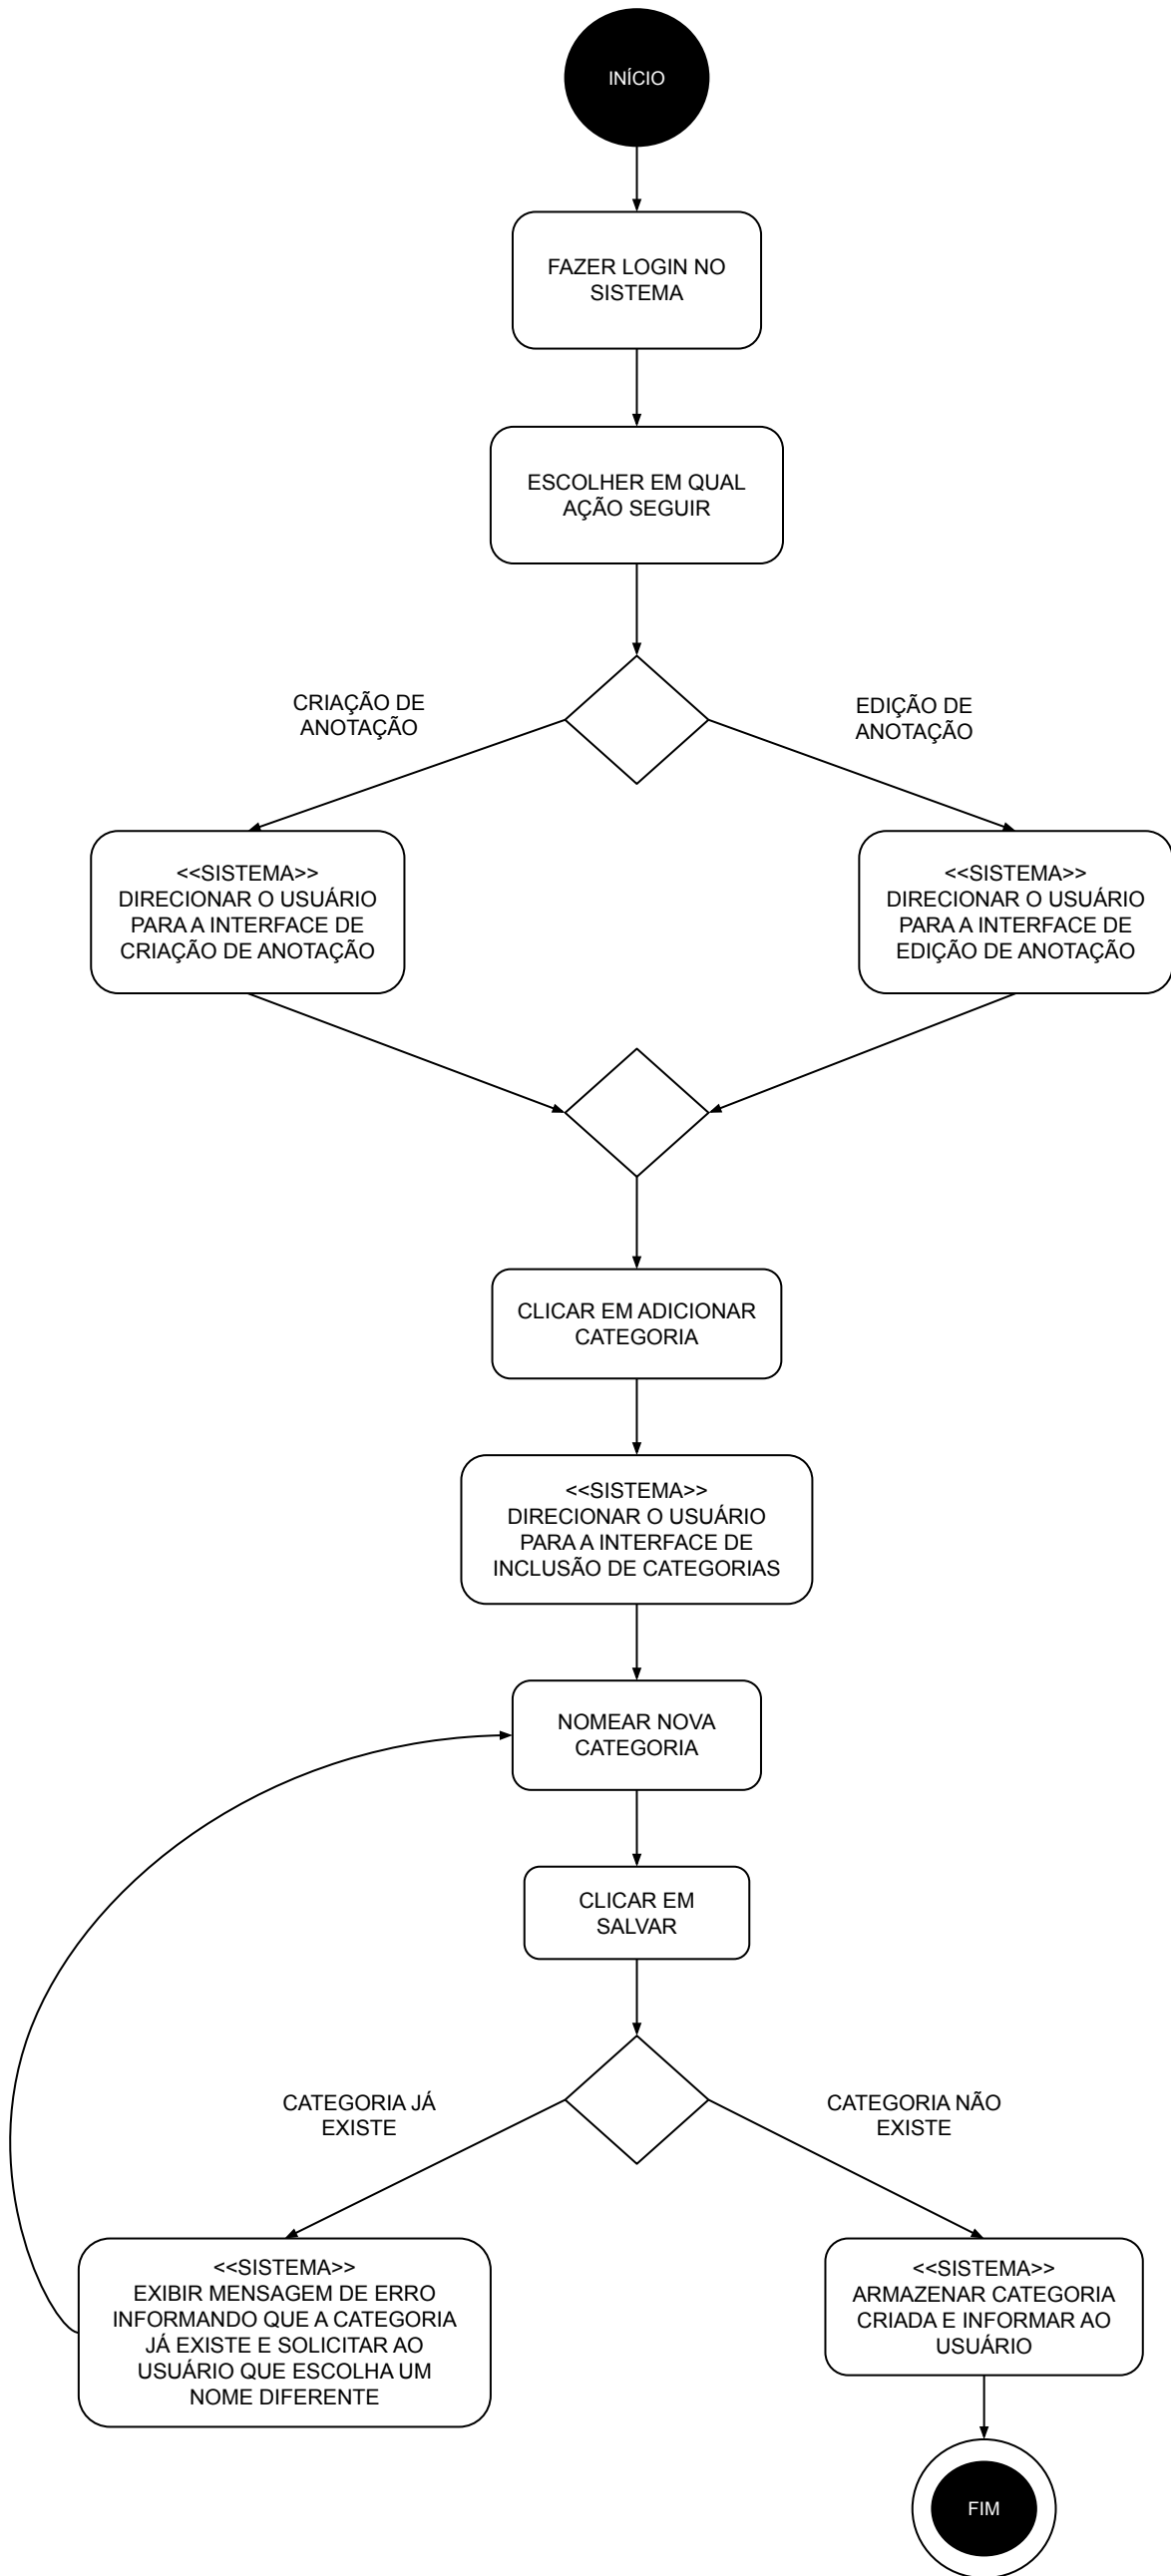 INÍCIO
FAZER LOGIN NO
SISTEMA
ESCOLHER EM QUAL
AÇÃO SEGUIR
CRIAÇÃO DE
ANOTAÇÃO
EDIÇÃO DE
ANOTAÇÃO
<<SISTEMA>>
DIRECIONAR O USUÁRIO
PARA A INTERFACE DE
CRIAÇÃO DE ANOTAÇÃO
<<SISTEMA>>
DIRECIONAR O USUÁRIO
PARA A INTERFACE DE
EDIÇÃO DE ANOTAÇÃO
CLICAR EM ADICIONAR
CATEGORIA
<<SISTEMA>>
DIRECIONAR O USUÁRIO
PARA A INTERFACE DE
INCLUSÃO DE CATEGORIAS
NOMEAR NOVA
CATEGORIA
CLICAR EM
SALVAR
CATEGORIA JÁ
EXISTE
CATEGORIA NÃO
EXISTE
<<SISTEMA>>
EXIBIR MENSAGEM DE ERRO
INFORMANDO QUE A CATEGORIA
JÁ EXISTE E SOLICITAR AO
USUÁRIO QUE ESCOLHA UM
NOME DIFERENTE
<<SISTEMA>>
ARMAZENAR CATEGORIA
CRIADA E INFORMAR AO
USUÁRIO
FIM